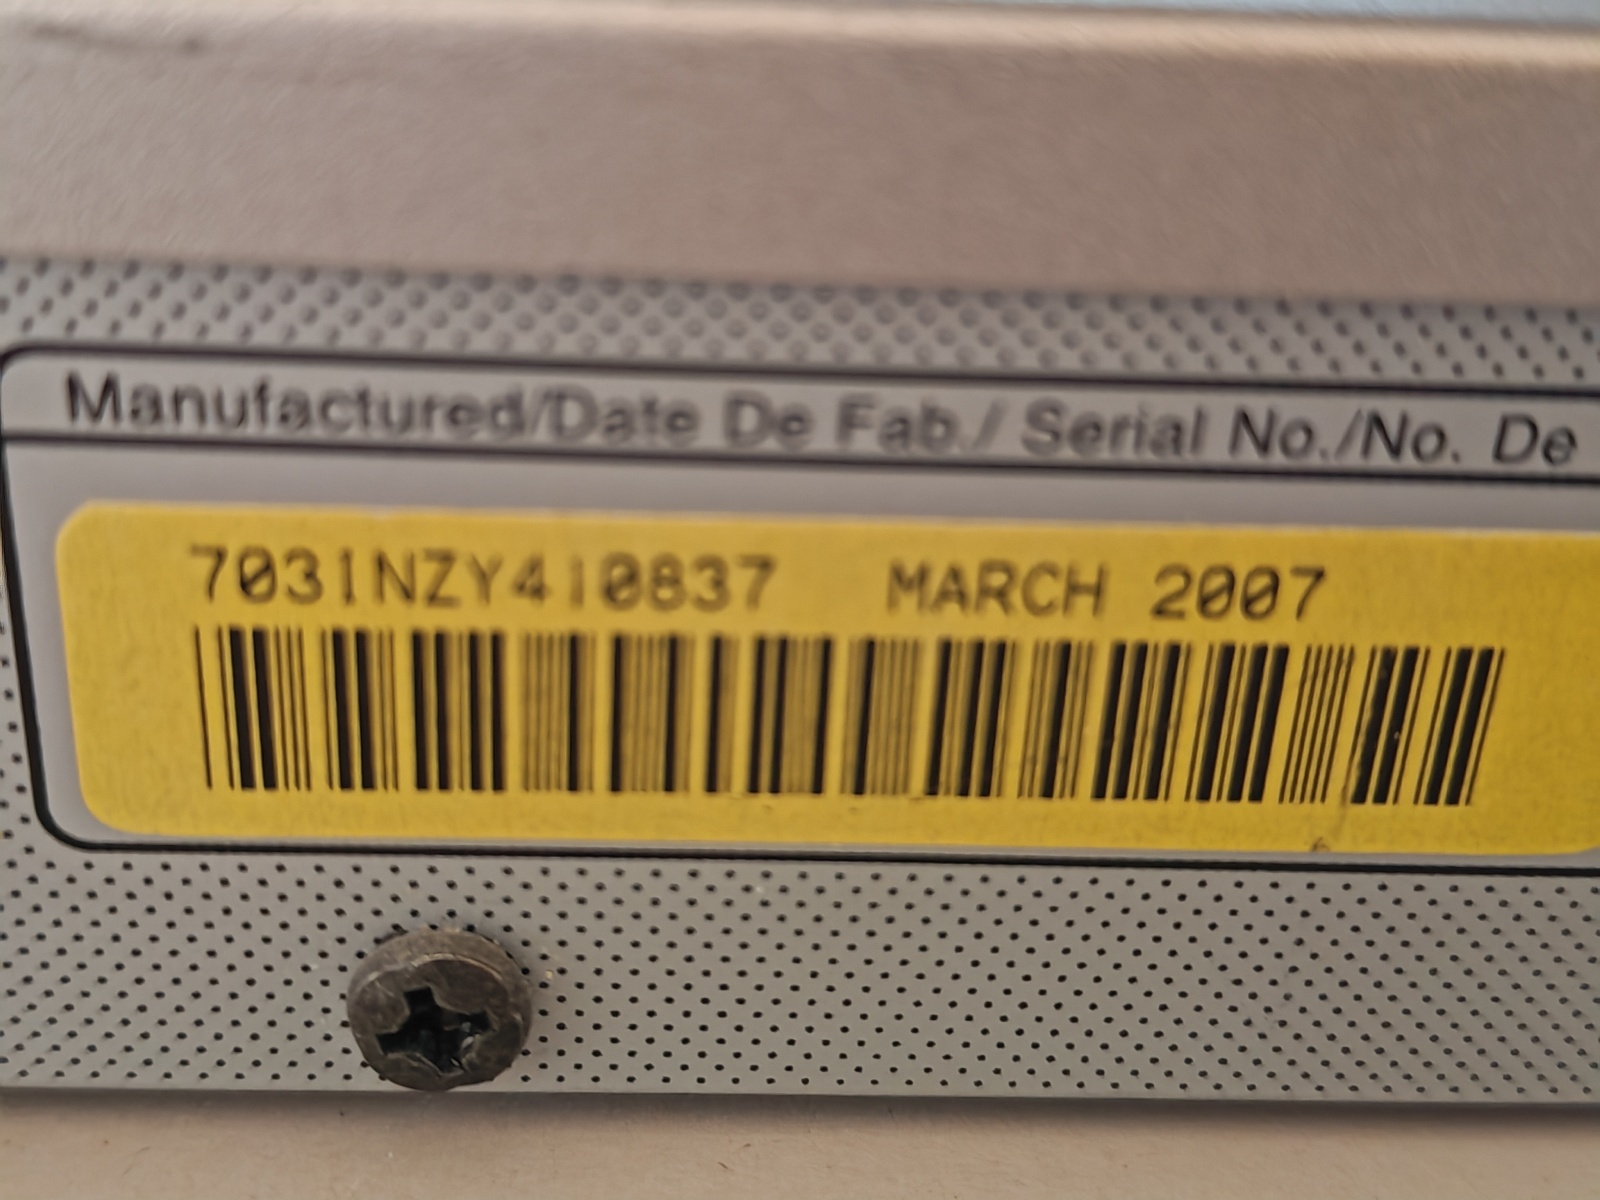 Manufactured/Date De Fab./ Serial No./No. De
7031NZY410837 MARCH 2007